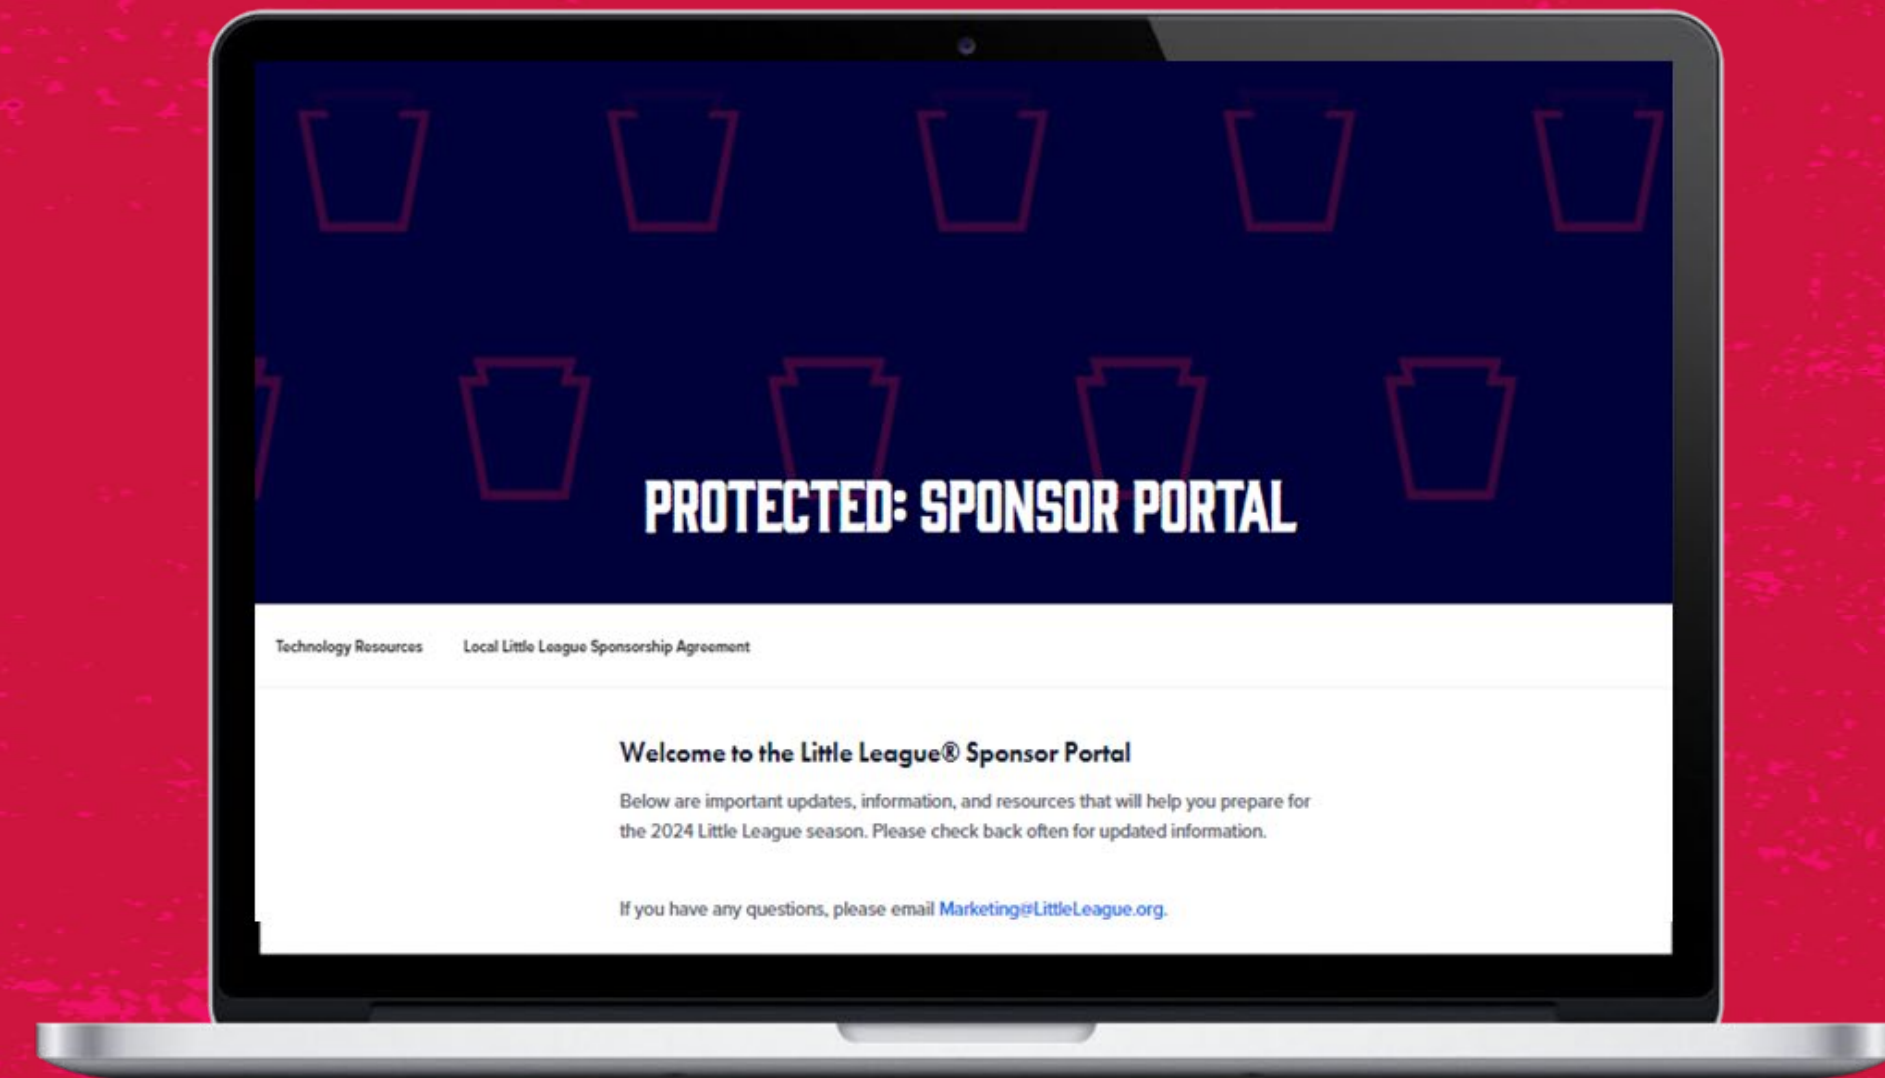 PROTECTED: SPONSOR PORTAL
Technology Resources Local Little League Sponsorship Agreement
Welcome to the Little League® Sponsor Portal
Below are important updates, information, and resources that will help you prepare for
the 2024 Little League season. Please check back often for updated information.
If you have any questions, please email Marketing@LittleLeague.org.